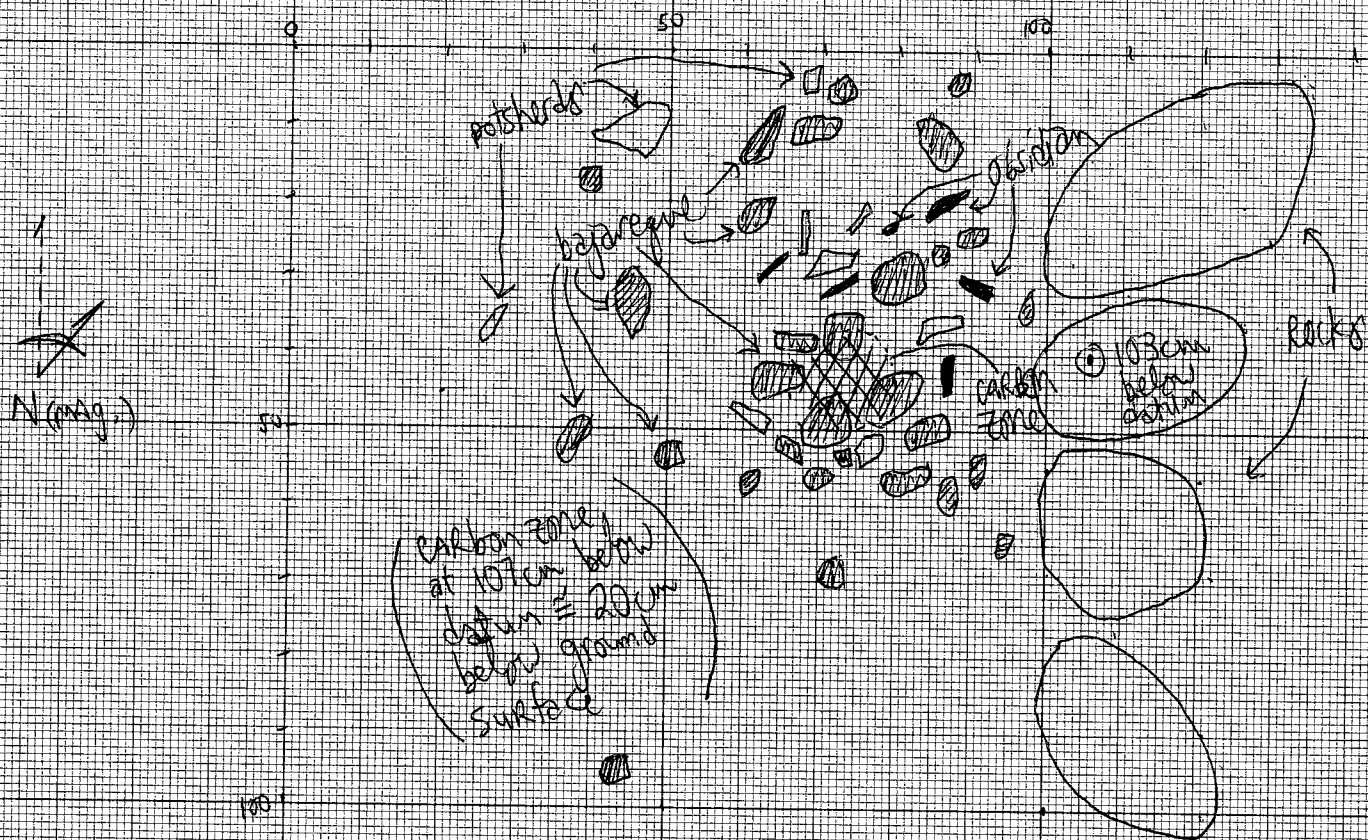 0
50
100
potsherds
obsidian
bajareque
Rocks
N (mag.)
50
carbon
zone
103cm
below
datum
carbon zone,
at 107cm below
datum ≅ 20cm
below ground
surface
100